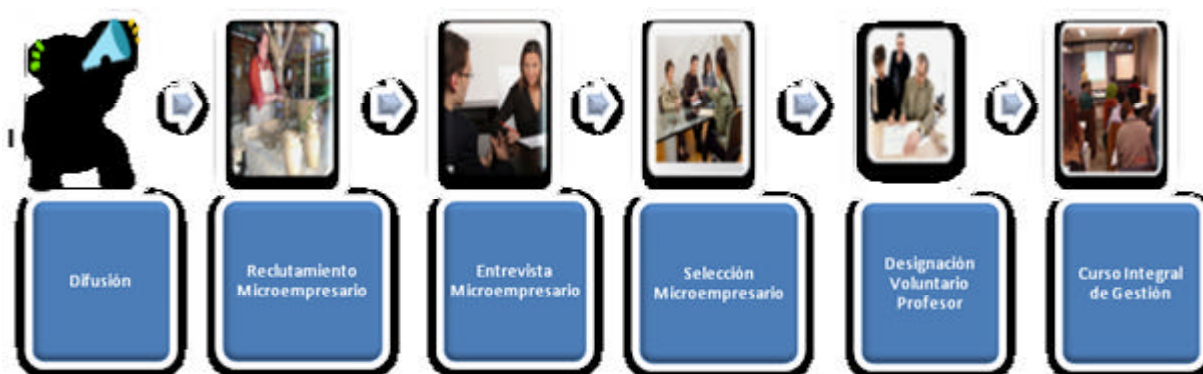 Difusión
Reclutamiento
Microempresario
Entrevista
Microempresario
Selección
Microempresario
Designación
Voluntario
Profesor
Curso Integral
de Gestión